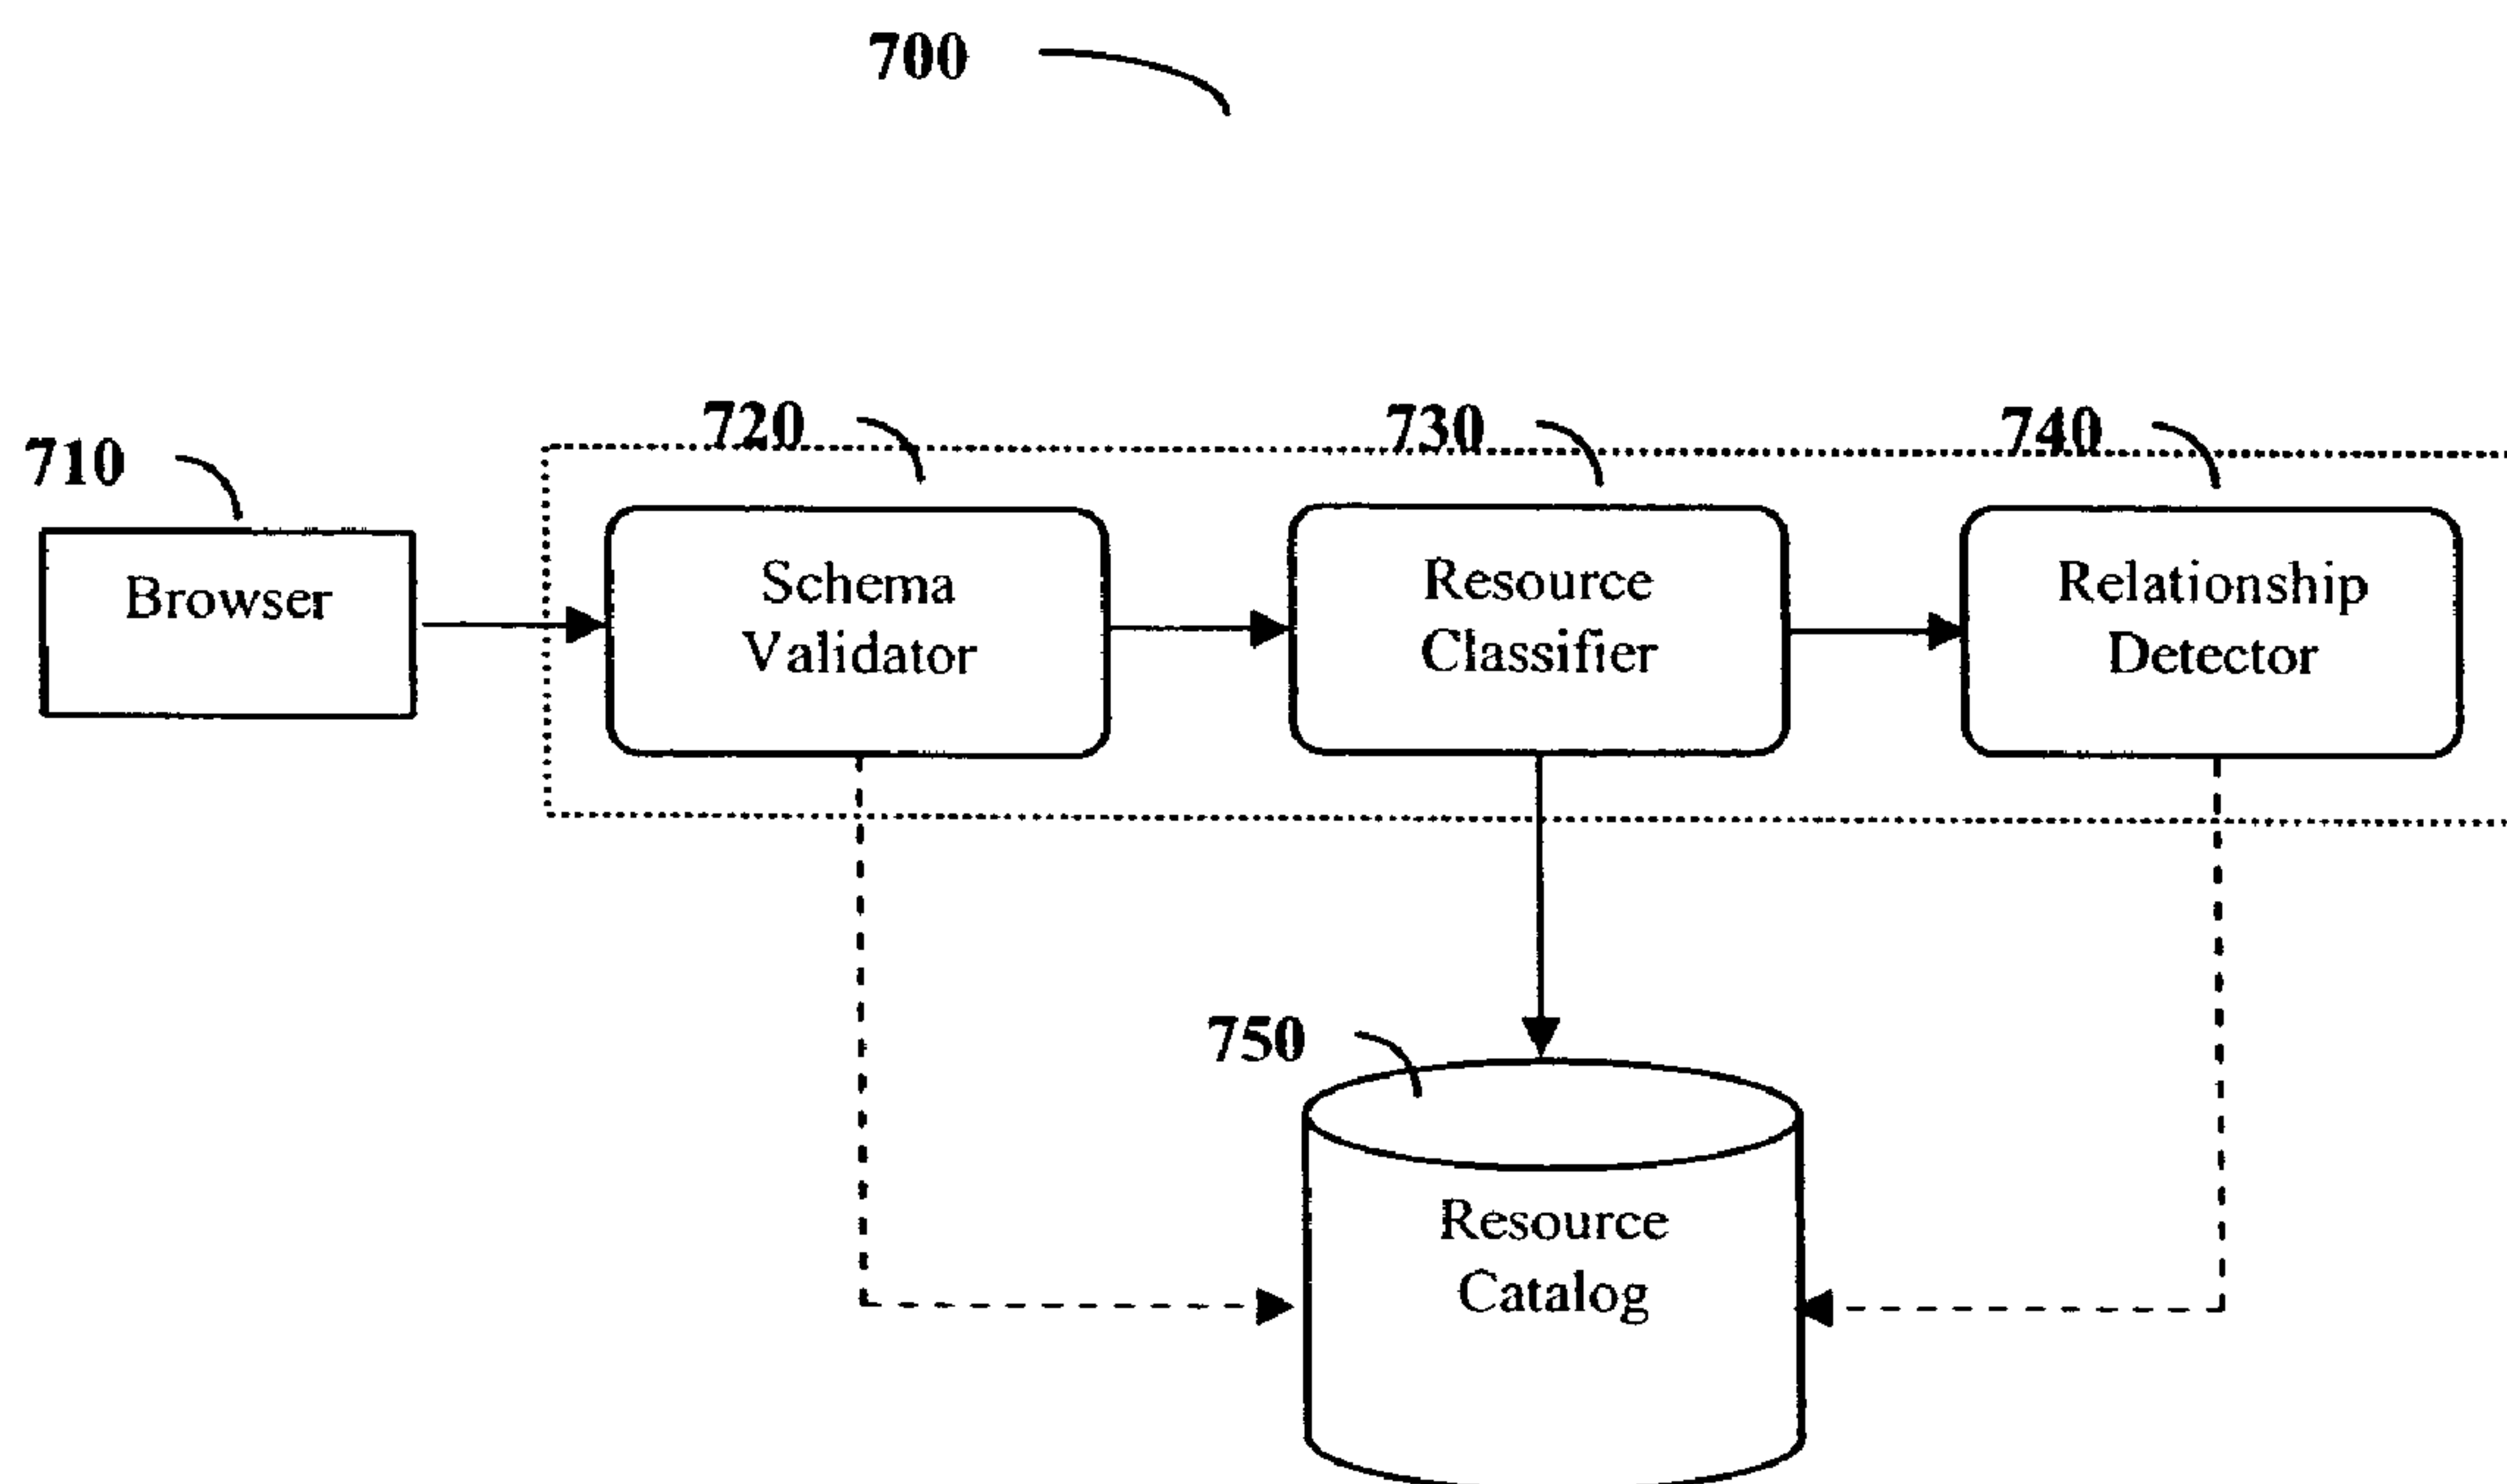 700
720
730
740
710
Browser
Schema
Validator
Resource
Classifier
Relationship
Detector
750
Resource
Catalog